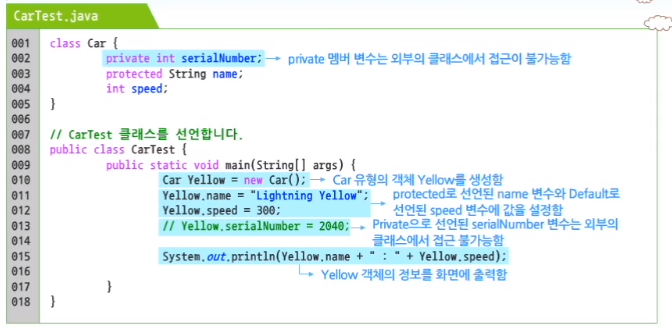 CarTest.java
001 class Car {
002 private int serialNumber; → private 멤버 변수는 외부의 클래스에서 접근이 불가능함
003 protected String name;
004 int speed;
005 }
006
007 // CarTest 클래스를 선언합니다.
008 public class CarTest {
009 public static void main(String[] args) {
010 Car Yellow = new Car(); → Car 유형의 객체 Yellow를 생성함
011 Yellow.name = "Lightning Yellow"; protected로 선언된 name 변수와 Default로
012 Yellow.speed = 300; 선언된 speed 변수에 값을 설정함
013 // Yellow.serialNumber = 2040; → Private으로 선언된 serialNumber 변수는 외부의
014 클래스에서 접근 불가능함
015 System.out.println(Yellow.name + " : " + Yellow.speed);
016 Yellow 객체의 정보를 화면에 출력함
017 }
018 }